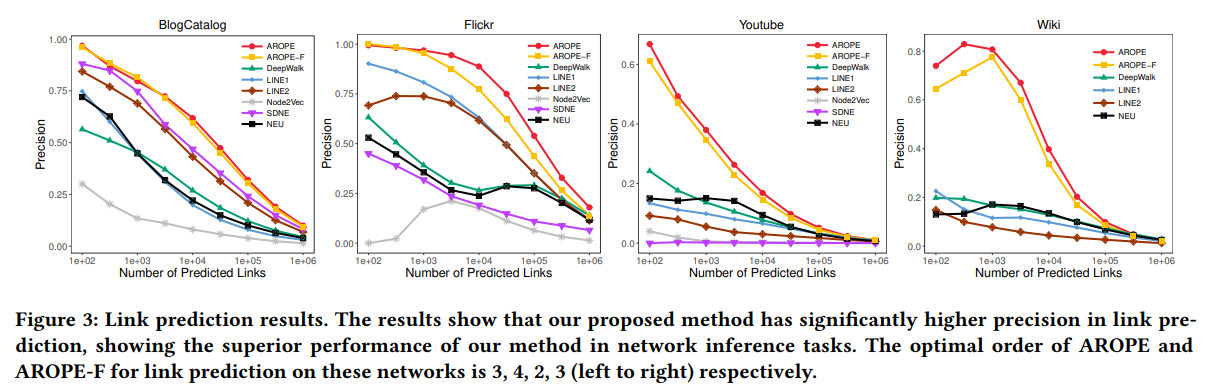 BlogCatalog
Precision
1.00
0.75
0.50
0.25
0.00
AROPE
AROPE-F
DeepWalk
LINE1
LINE2
Node2Vec
SDNE
NEU
1e+02
1e+03
1e+04
1e+05
1e+06
Number of Predicted Links
Flickr
Precision
1.00
0.75
0.50
0.25
0.00
AROPE
AROPE-F
DeepWalk
LINE1
LINE2
Node2Vec
SDNE
NEU
1e+02
1e+03
1e+04
1e+05
1e+06
Number of Predicted Links
Youtube
Precision
0.6
0.4
0.2
0.0
AROPE
AROPE-F
DeepWalk
LINE1
LINE2
Node2Vec
SDNE
NEU
1e+02
1e+03
1e+04
1e+05
1e+06
Number of Predicted Links
Wiki
Precision
0.8
0.6
0.4
0.2
0.0
AROPE
AROPE-F
DeepWalk
LINE1
LINE2
NEU
1e+02
1e+03
1e+04
1e+05
1e+06
Number of Predicted Links
Figure 3: Link prediction results. The results show that our proposed method has significantly higher precision in link pre-
diction, showing the superior performance of our method in network inference tasks. The optimal order of AROPE and
AROPE-F for link prediction on these networks is 3, 4, 2, 3 (left to right) respectively.